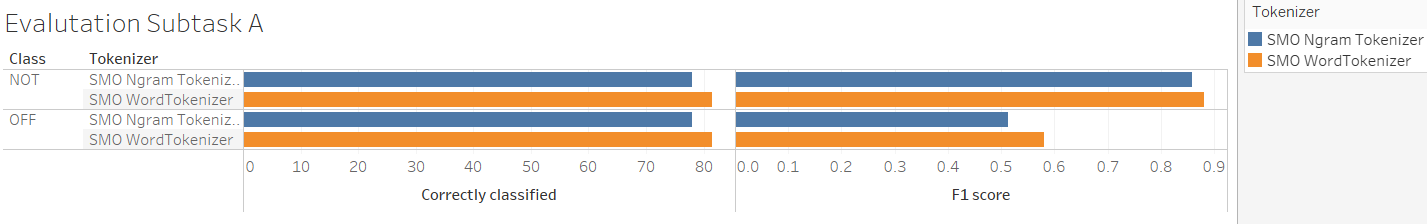 Evalutation Subtask A
Class Tokenizer
NOT SMO Ngram Tokeniz..
SMO WordTokenizer
OFF SMO Ngram Tokeniz..
SMO WordTokenizer
0 10 20 30 40 50 60 70 80 0.0 0.1 0.2 0.3 0.4 0.5 0.6 0.7 0.8 0.9
Correctly classified F1 score
Tokenizer
SMO Ngram Tokenizer
SMO WordTokenizer